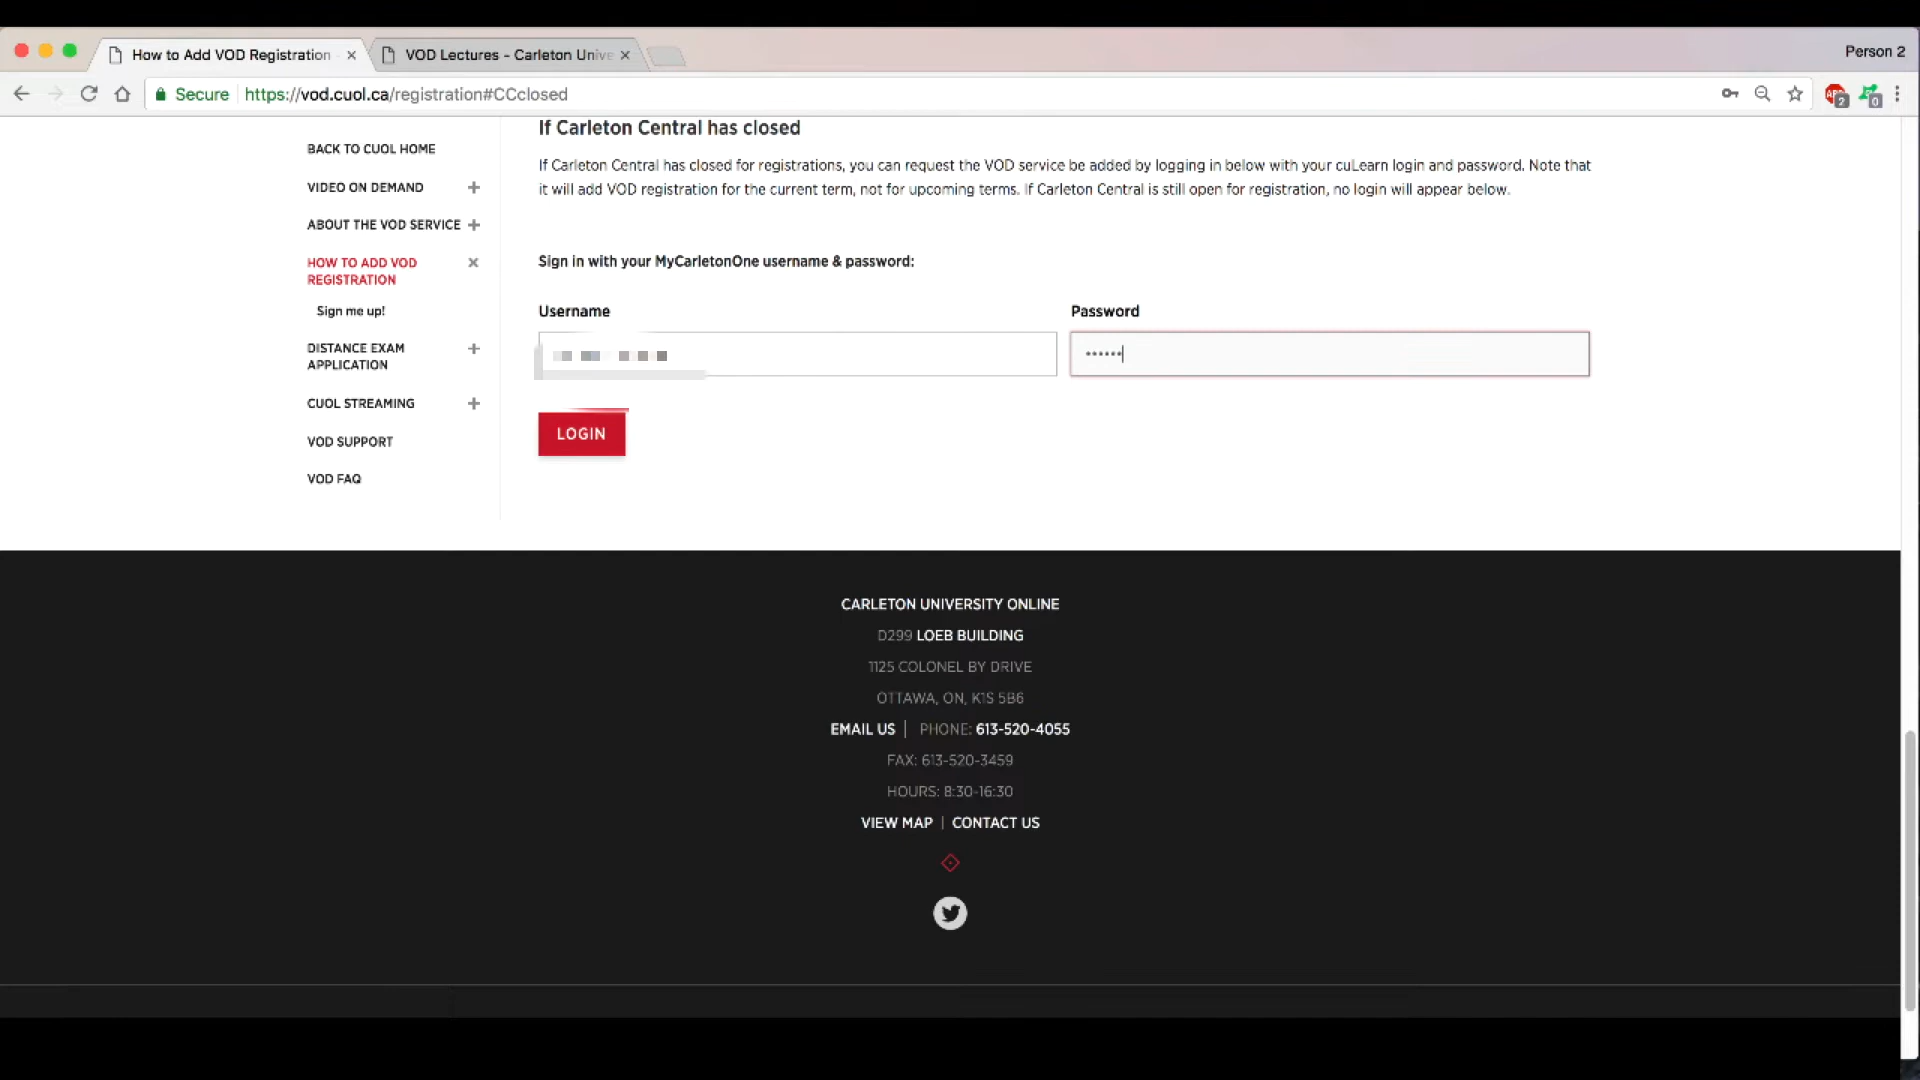 How to Add VOD Registration
VOD Lectures - Carleton Unive
Person 2
Secure
https://vod.cuol.ca/registration#CCclosed
ABP
2
0
BACK TO CUOL HOME
VIDEO ON DEMAND
ABOUT THE VOD SERVICE
HOW TO ADD VOD
REGISTRATION
Sign me up!
DISTANCE EXAM
APPLICATION
CUOL STREAMING
VOD SUPPORT
VOD FAQ
If Carleton Central has closed
If Carleton Central has closed for registrations, you can request the VOD service be added by logging in below with your cuLearn login and password. Note that
it will add VOD registration for the current term, not for upcoming terms. If Carleton Central is still open for registration, no login will appear below.
Sign in with your MyCarletonOne username & password:
Username
Password
••••••
LOGIN
CARLETON UNIVERSITY ONLINE
D299 LOEB BUILDING
1125 COLONEL BY DRIVE
OTTAWA, ON, K1S 5B6
EMAIL US | PHONE: 613-520-4055
FAX: 613-520-3459
HOURS: 8:30-16:30
VIEW MAP | CONTACT US